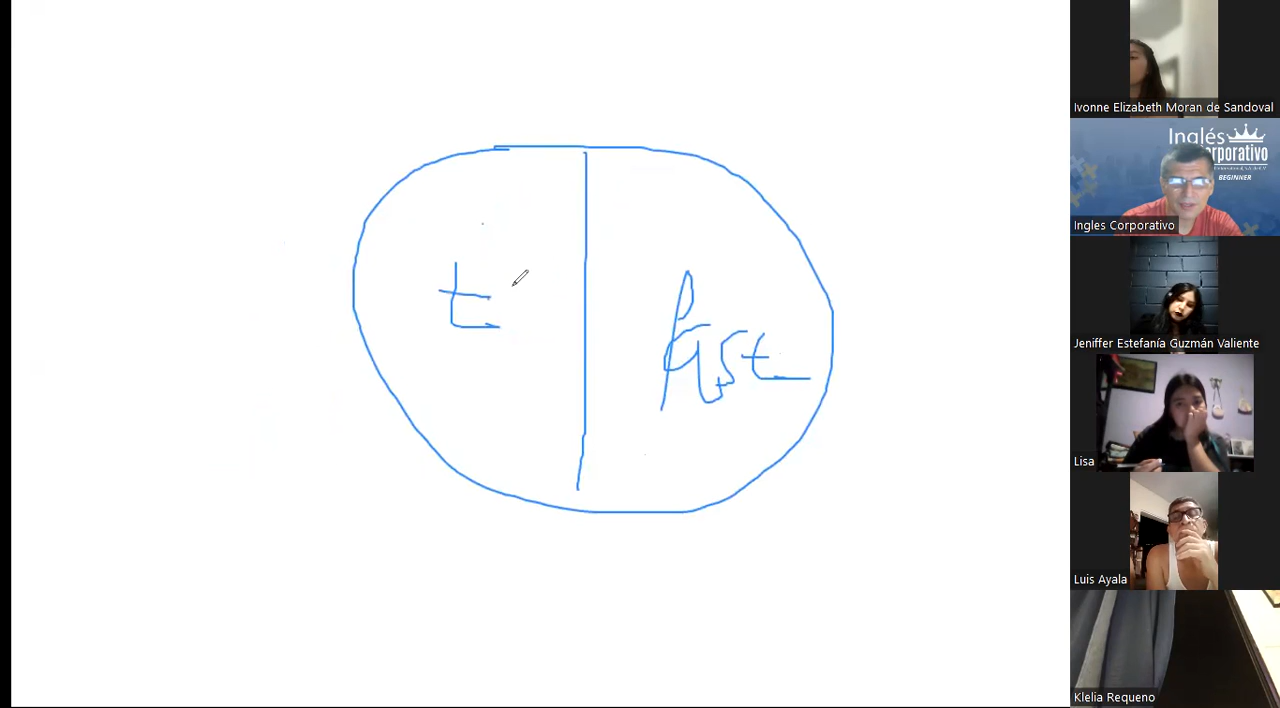 t
past
Ivonne Elizabeth Moran de Sandoval
Inglés
orporativo
BEGINNER
Ingles Corporativo
Jeniffer Estefanía Guzmán Valiente
Lisa
Luis Ayala
Klelia Requeno